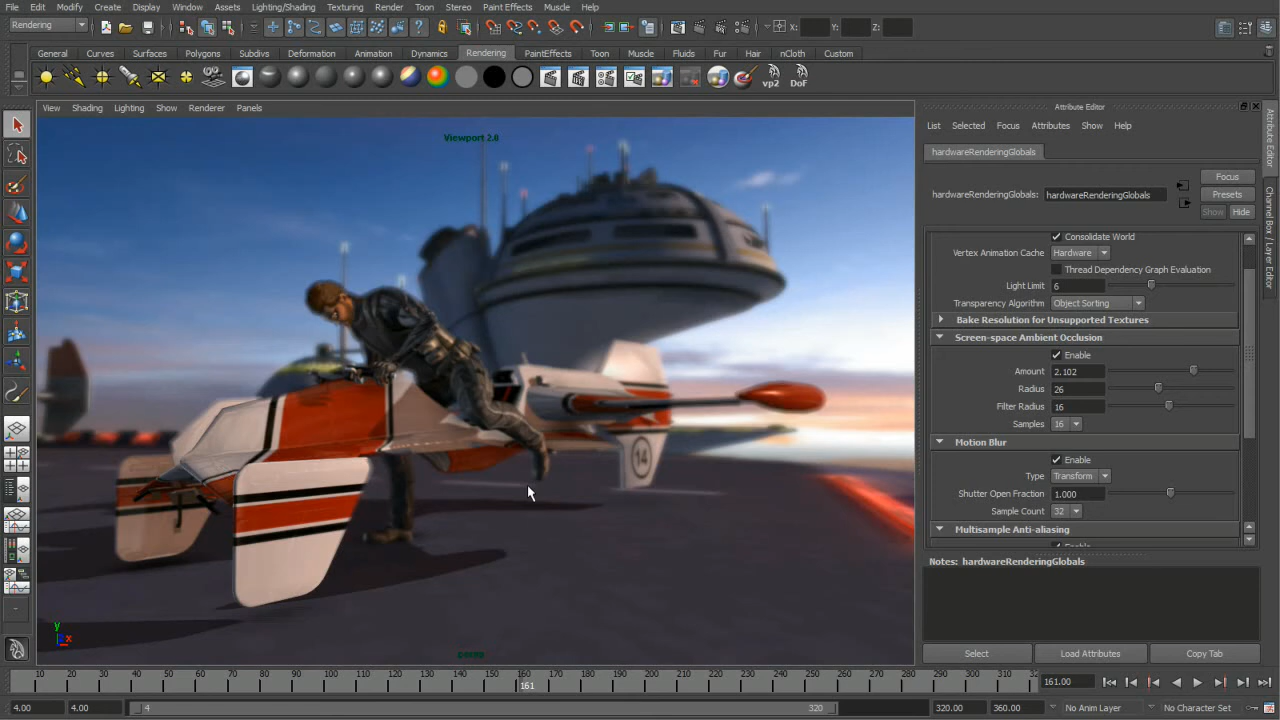 File Edit Modify Create Display Window Assets Lighting/Shading Texturing Render Toon Stereo Paint Effects Muscle Help
Rendering X: Y: Z:
General Curves Surfaces Polygons Subdivs Deformation Animation Dynamics Rendering PaintEffects Toon Muscle Fluids Fur Hair nCloth Custom
vp2 DoF
View Shading Lighting Show Renderer Panels
Viewport 2.0
14
y
x
persp
Attribute Editor
List Selected Focus Attributes Show Help
hardwareRenderingGlobals
hardwareRenderingGlobals: hardwareRenderingGlobals
Focus
Presets
Show Hide
Consolidate World
Vertex Animation Cache Hardware
Thread Dependency Graph Evaluation
Light Limit 6
Transparency Algorithm Object Sorting
Bake Resolution for Unsupported Textures
Screen-space Ambient Occlusion
Enable
Amount 2.102
Radius 26
Filter Radius 16
Samples 16
Motion Blur
Enable
Type Transform
Shutter Open Fraction 1.000
Sample Count 32
Multisample Anti-aliasing
Enable
Notes: hardwareRenderingGlobals
Select Load Attributes Copy Tab
Attribute Editor
Channel Box / Layer Editor
10 20 30 40 50 60 70 80 90 100 110 120 130 140 150 160 170 180 190 200 210 220 230 240 250 260 270 280 290 300 310
161
161.00
4.00 4.00 4 320 320.00 360.00 No Anim Layer No Character Set